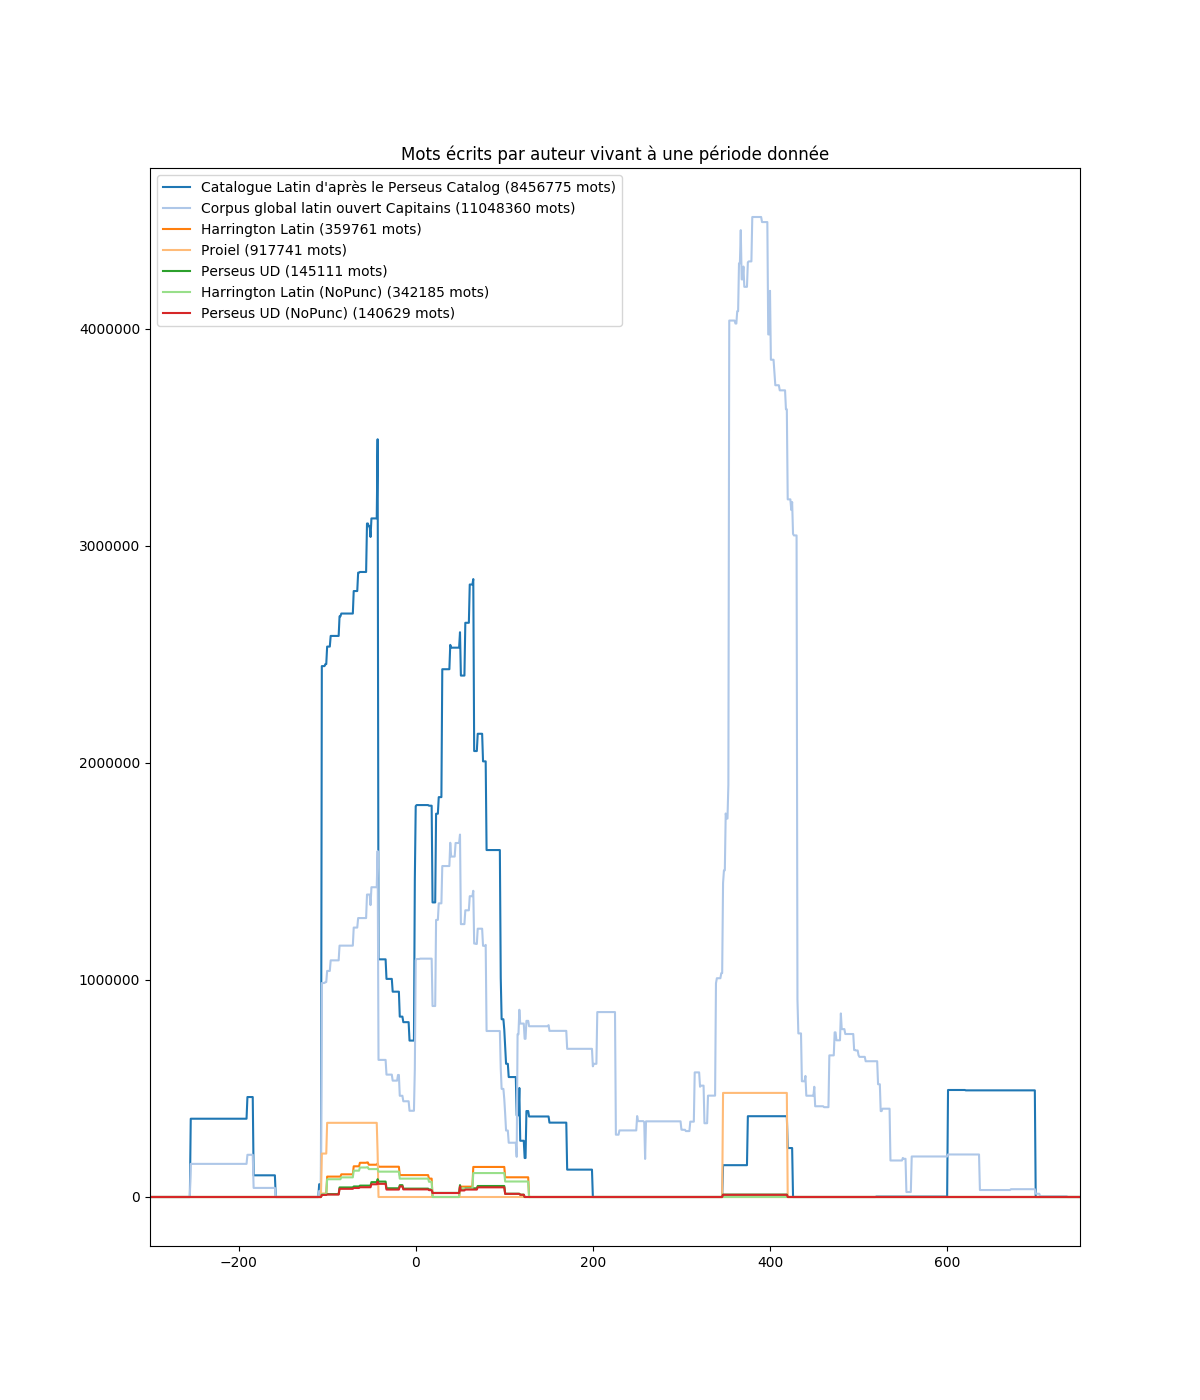 Mots écrits par auteur vivant à une période donnée
Catalogue Latin d'après le Perseus Catalog (8456775 mots)
Corpus global latin ouvert Capitains (11048360 mots)
Harrington Latin (359761 mots)
Proiel (917741 mots)
Perseus UD (145111 mots)
Harrington Latin (NoPunc) (342185 mots)
Perseus UD (NoPunc) (140629 mots)
4000000
3000000
2000000
1000000
0
−200 0 200 400 600